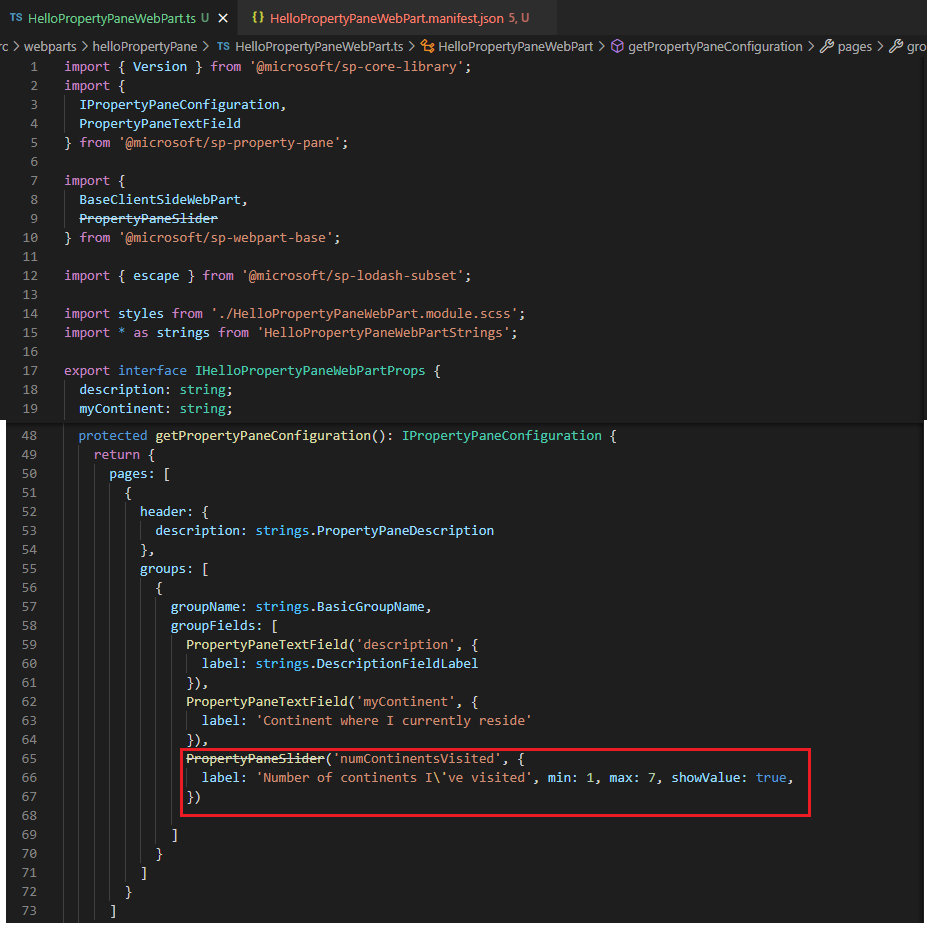 TS HelloPropertyPaneWebPart.ts U × {} HelloPropertyPaneWebPart.manifest.json 5, U
rc > webparts > helloPropertyPane > TS HelloPropertyPaneWebPart.ts > HelloPropertyPaneWebPart > getPropertyPaneConfiguration > pages > gro
1 import { Version } from '@microsoft/sp-core-library';
2 import {
3   IPropertyPaneConfiguration,
4   PropertyPaneTextField
5 } from '@microsoft/sp-property-pane';
6
7 import {
8   BaseClientSideWebPart,
9   PropertyPaneSlider
10 } from '@microsoft/sp-webpart-base';
11
12 import { escape } from '@microsoft/sp-lodash-subset';
13
14 import styles from './HelloPropertyPaneWebPart.module.scss';
15 import * as strings from 'HelloPropertyPaneWebPartStrings';
16
17 export interface IHelloPropertyPaneWebPartProps {
18   description: string;
19   myContinent: string;
48   protected getPropertyPaneConfiguration(): IPropertyPaneConfiguration {
49     return {
50       pages: [
51         {
52           header: {
53             description: strings.PropertyPaneDescription
54           },
55           groups: [
56             {
57               groupName: strings.BasicGroupName,
58               groupFields: [
59                 PropertyPaneTextField('description', {
60                   label: strings.DescriptionFieldLabel
61                 }),
62                 PropertyPaneTextField('myContinent', {
63                   label: 'Continent where I currently reside'
64                 }),
65                 PropertyPaneSlider('numContinentsVisited', {
66                   label: 'Number of continents I\'ve visited', min: 1, max: 7, showValue: true,
67                 })
68
69               ]
70             }
71           ]
72         }
73       ]